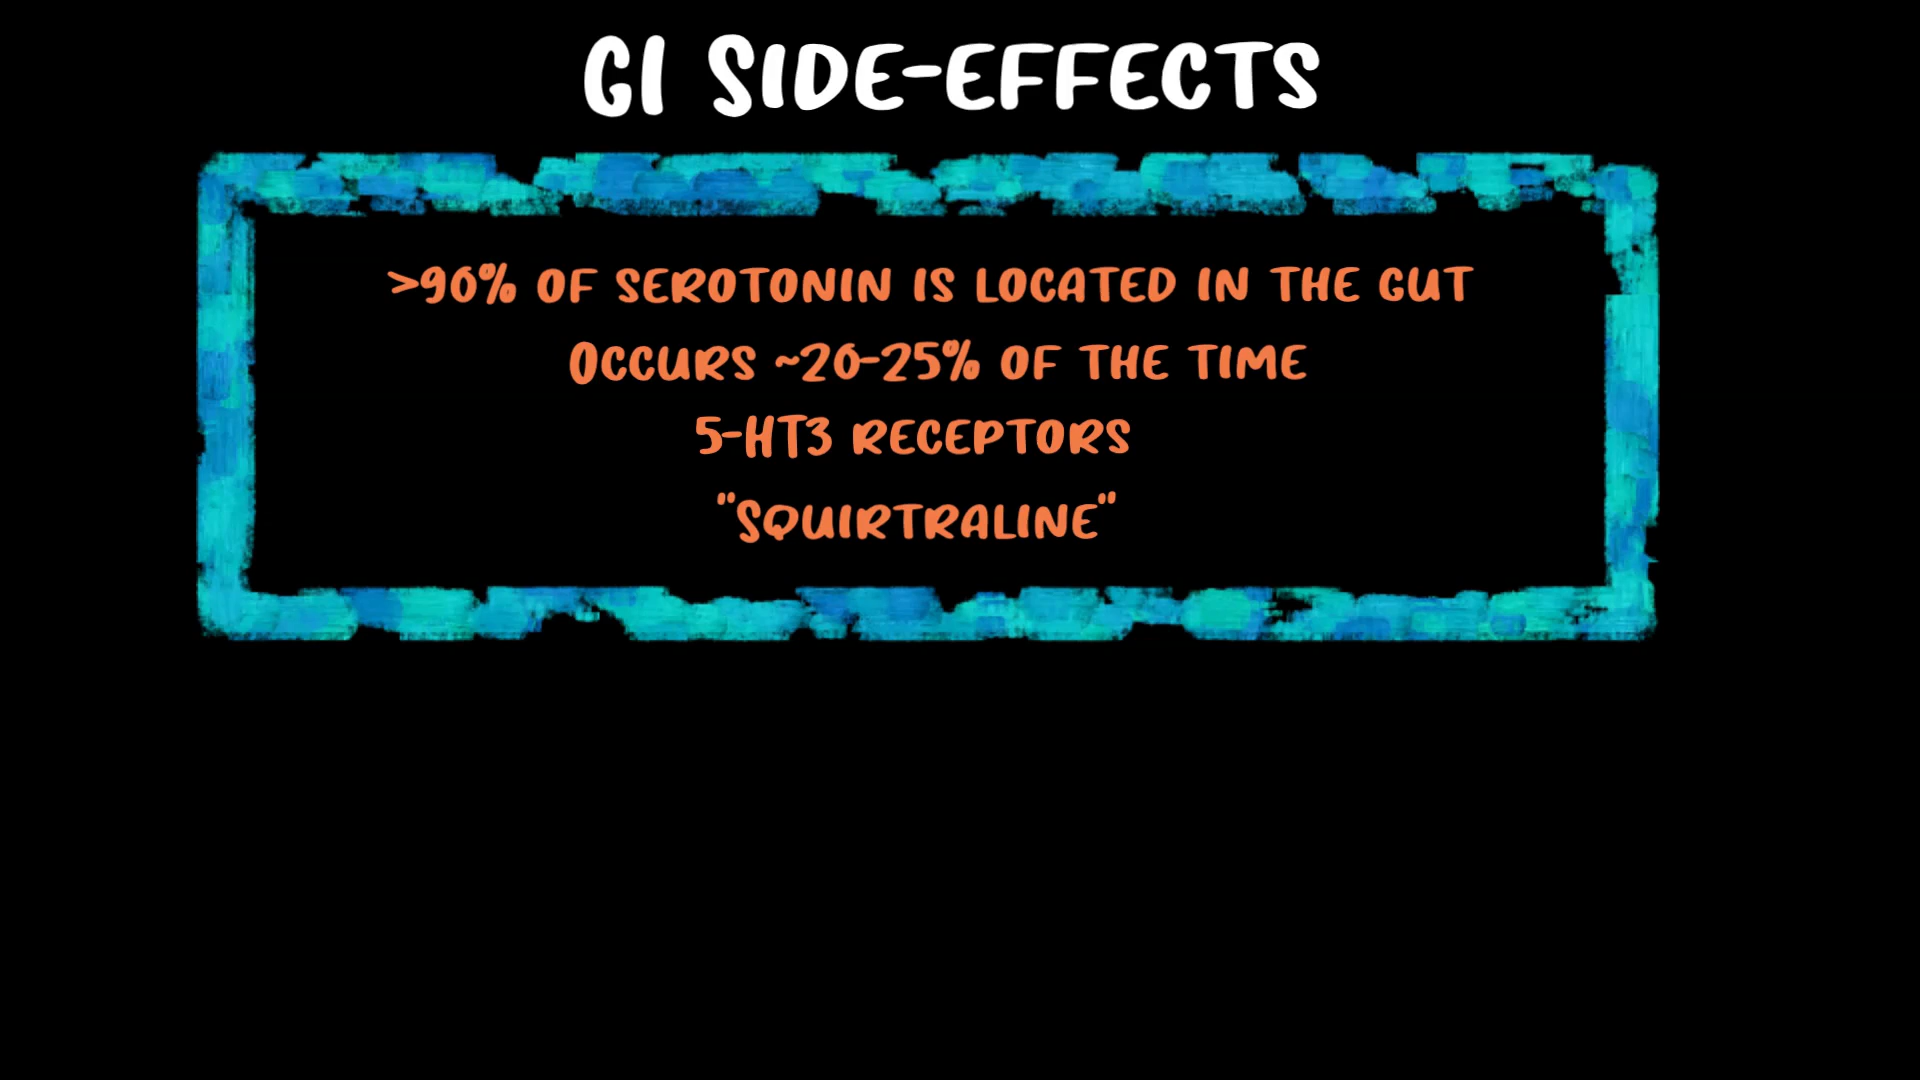 GI SIDE-EFFECTS
>90% OF SEROTONIN IS LOCATED IN THE GUT
OCCURS ~20-25% OF THE TIME
5-HT3 RECEPTORS
"SQUIRTRALINE"